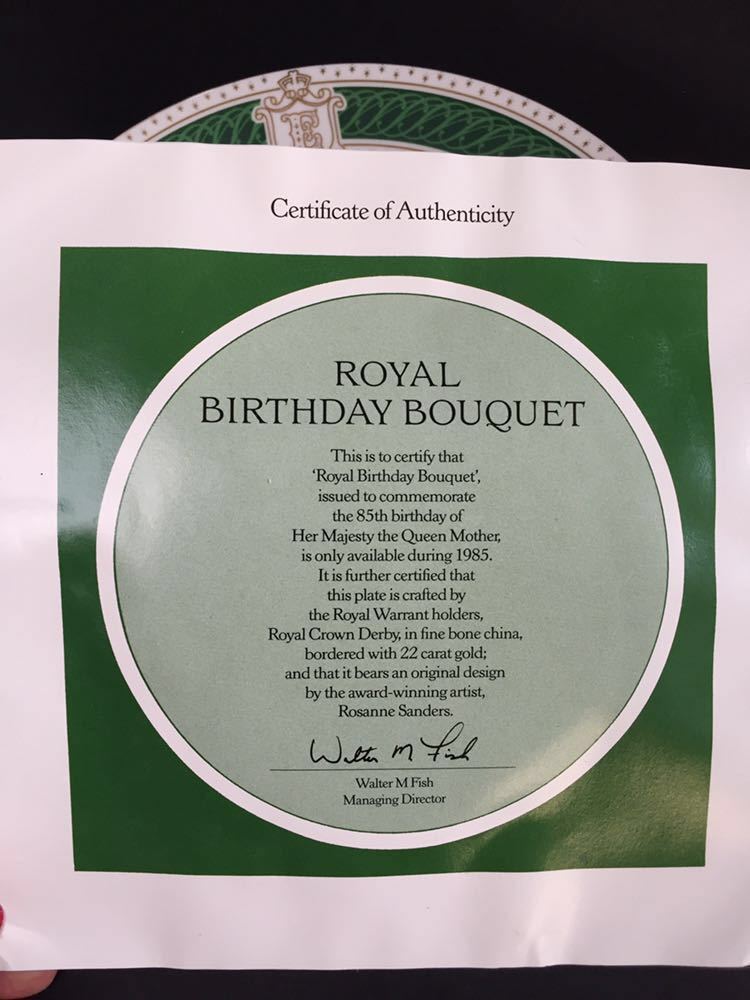 E
Certificate of Authenticity
ROYAL
BIRTHDAY BOUQUET
This is to certify that
‘Royal Birthday Bouquet’,
issued to commemorate
the 85th birthday of
Her Majesty the Queen Mother,
is only available during 1985.
It is further certified that
this plate is crafted by
the Royal Warrant holders,
Royal Crown Derby, in fine bone china,
bordered with 22 carat gold;
and that it bears an original design
by the award-winning artist,
Rosanne Sanders.
Walter M Fish
Walter M Fish
Managing Director